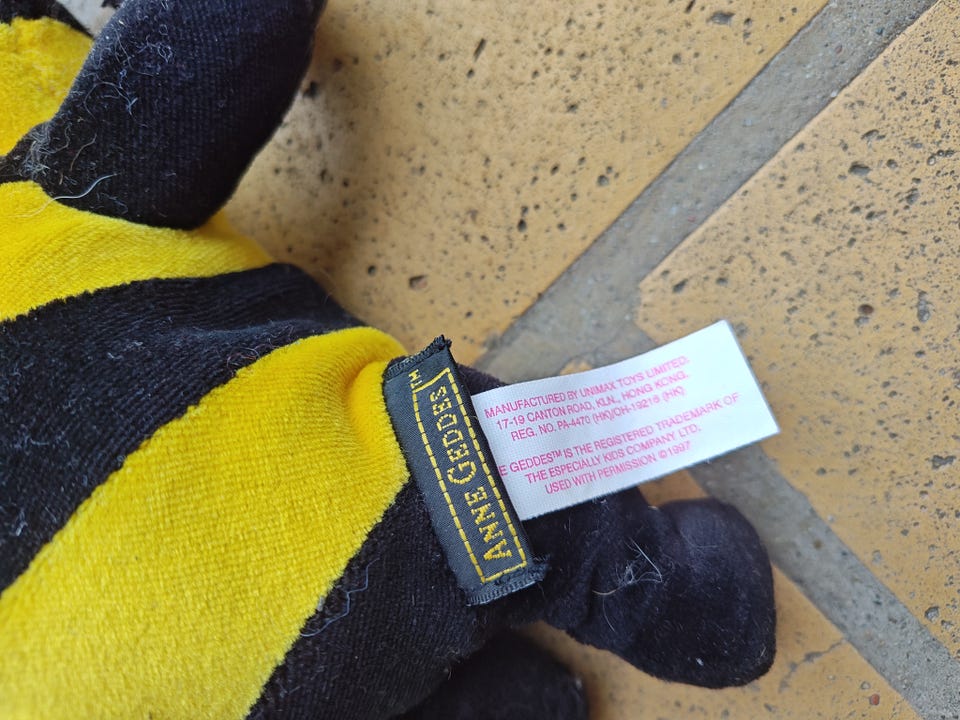 ANNE GEDDES™
MANUFACTURED BY UNIMAX TOYS LIMITED.
17-19 CANTON ROAD, KLN., HONG KONG.
REG. NO. PA-4470 (HK)/OH-19216 (HK)
E GEDDES™ IS THE REGISTERED TRADEMARK OF
THE ESPECIALLY KIDS COMPANY LTD.
USED WITH PERMISSION ©1997